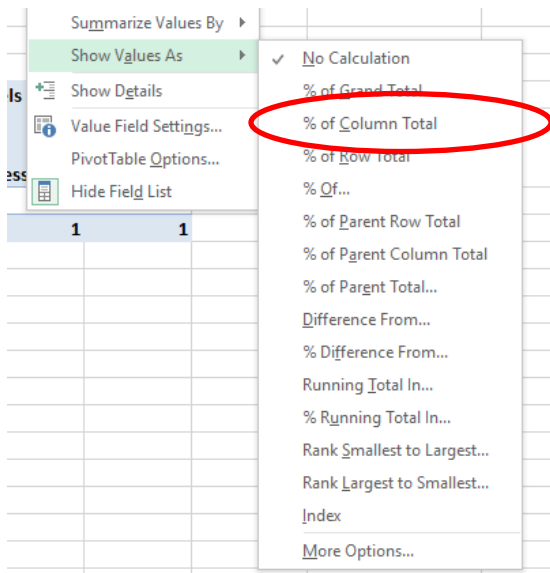 Summarize Values By
Show Values As
ls
Show Details
Value Field Settings...
PivotTable Options...
ess
Hide Field List
1 1
No Calculation
% of Grand Total
% of Column Total
% of Row Total
% Of...
% of Parent Row Total
% of Parent Column Total
% of Parent Total...
Difference From...
% Difference From...
Running Total In...
% Running Total In...
Rank Smallest to Largest...
Rank Largest to Smallest...
Index
More Options...